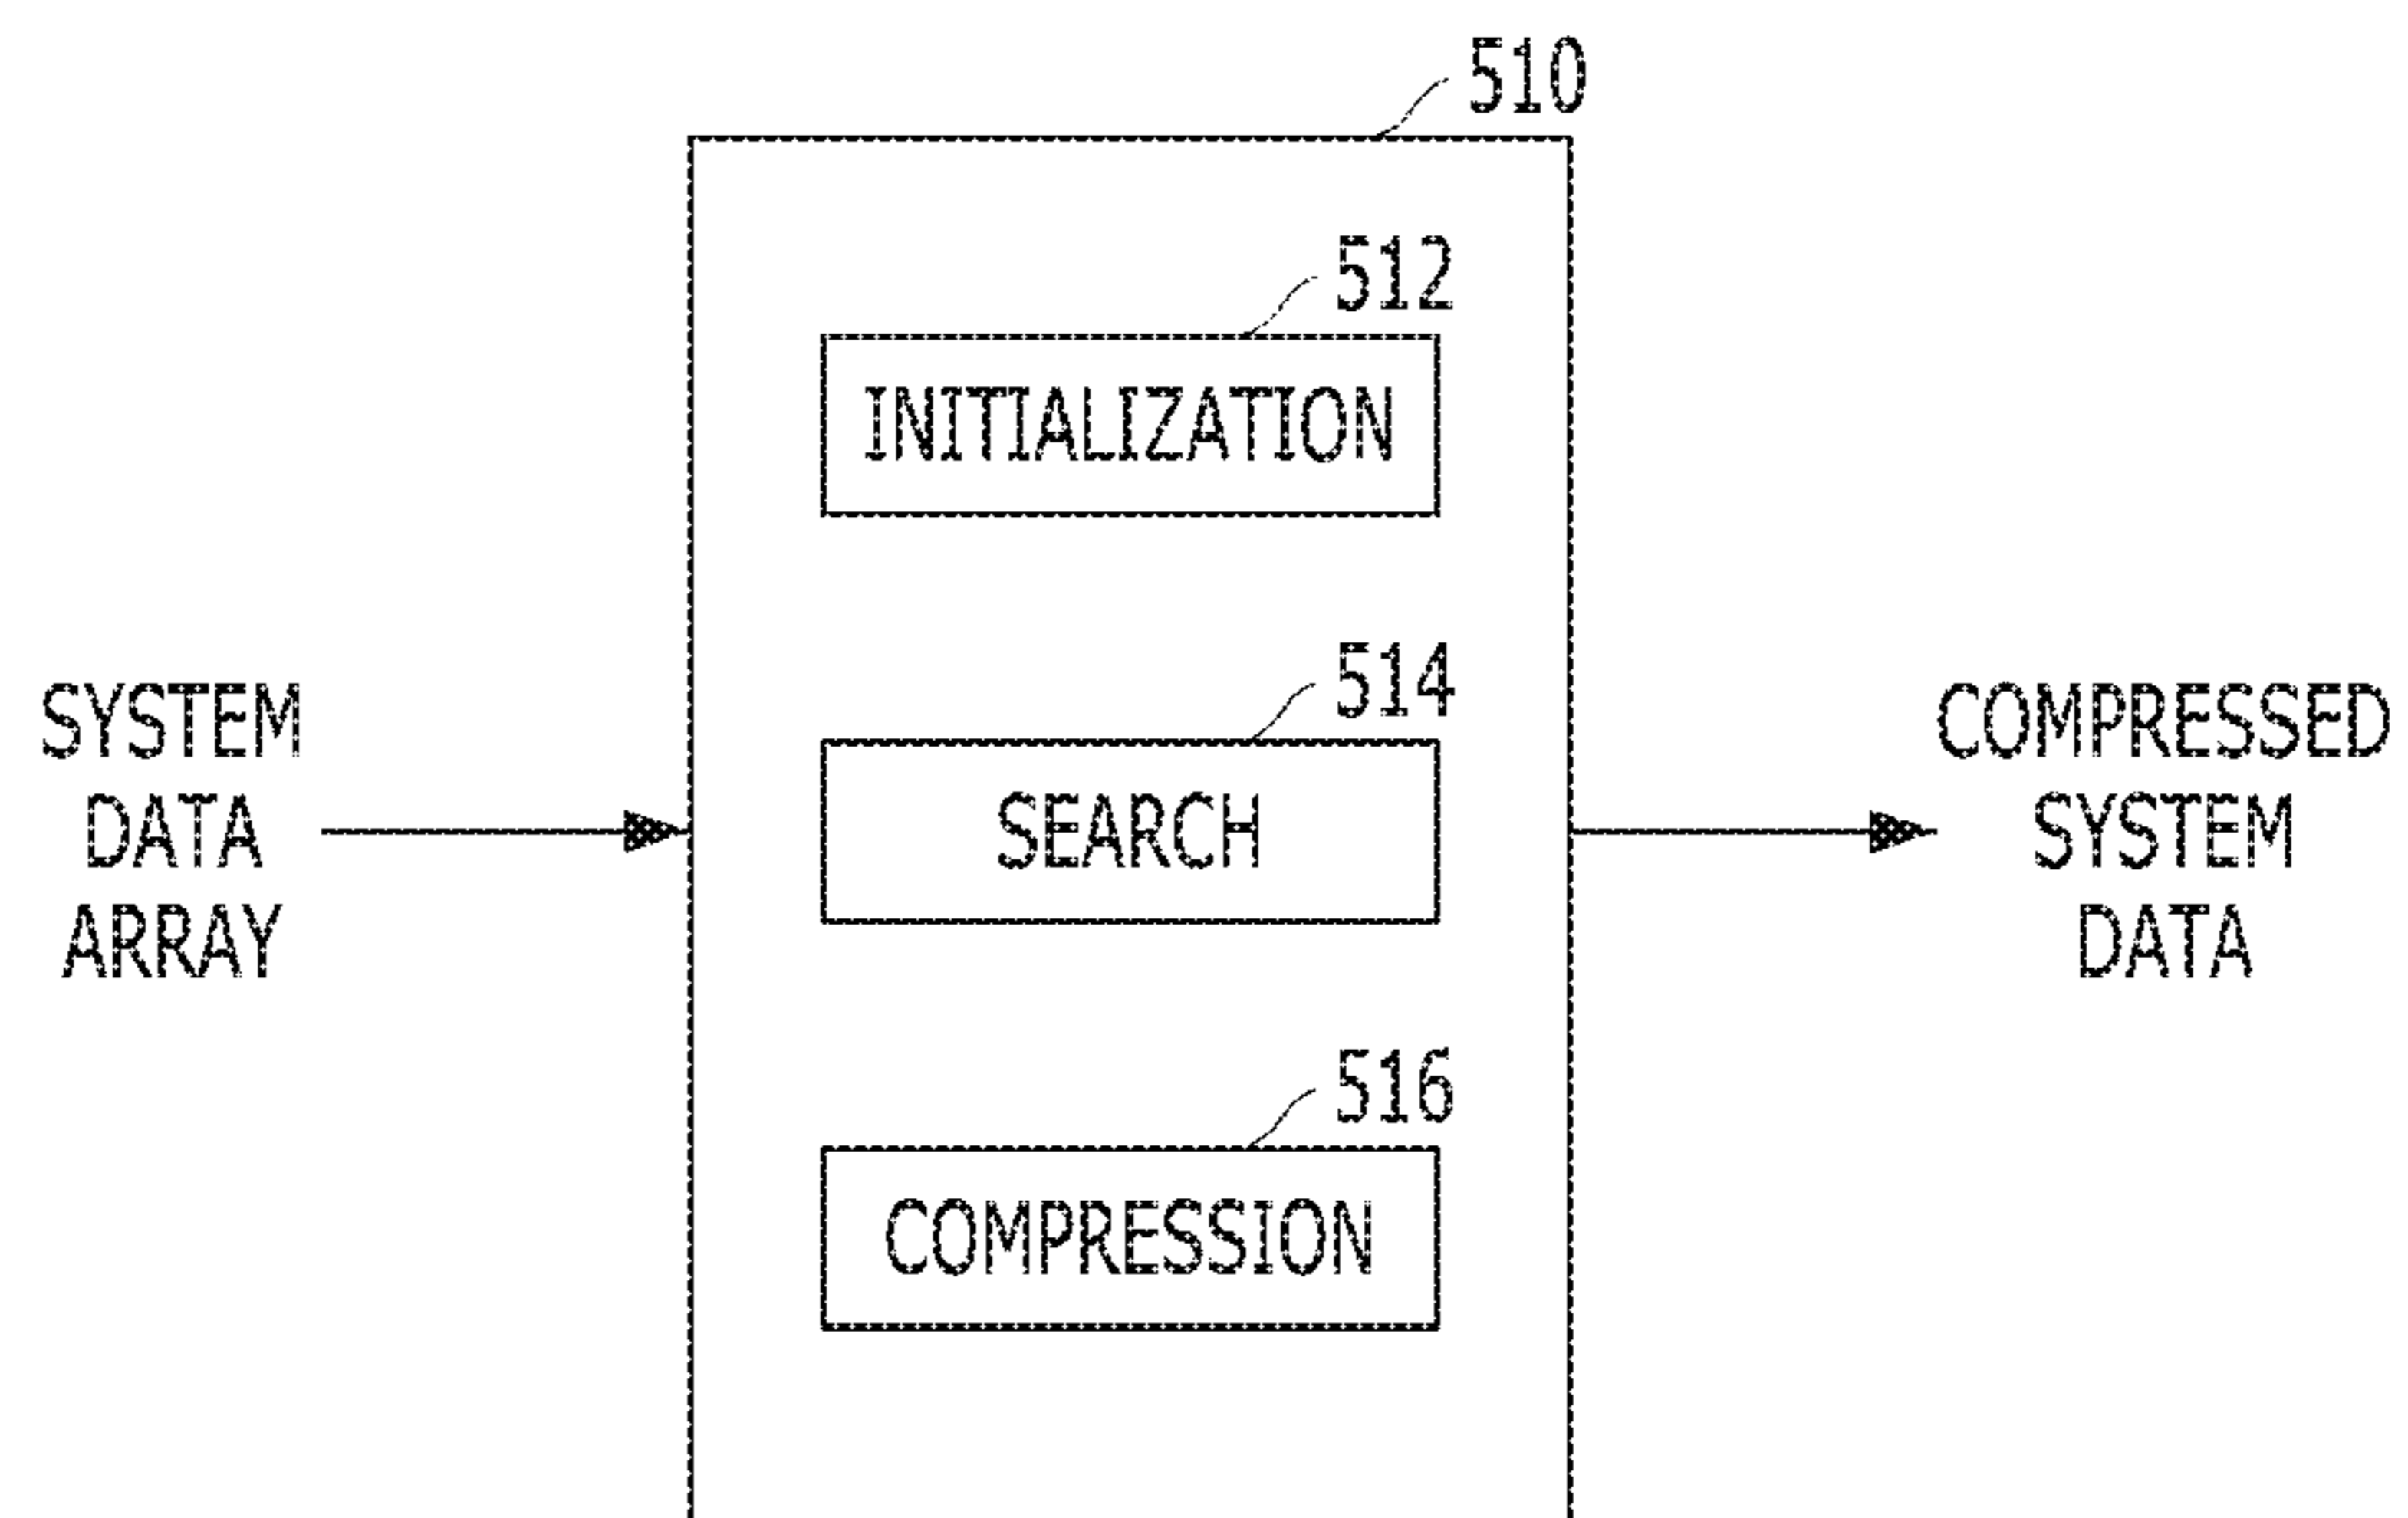 510
512
INITIALIZATION
514
SYSTEM
DATA
ARRAY
SEARCH
COMPRESSED
SYSTEM
DATA
516
COMPRESSION